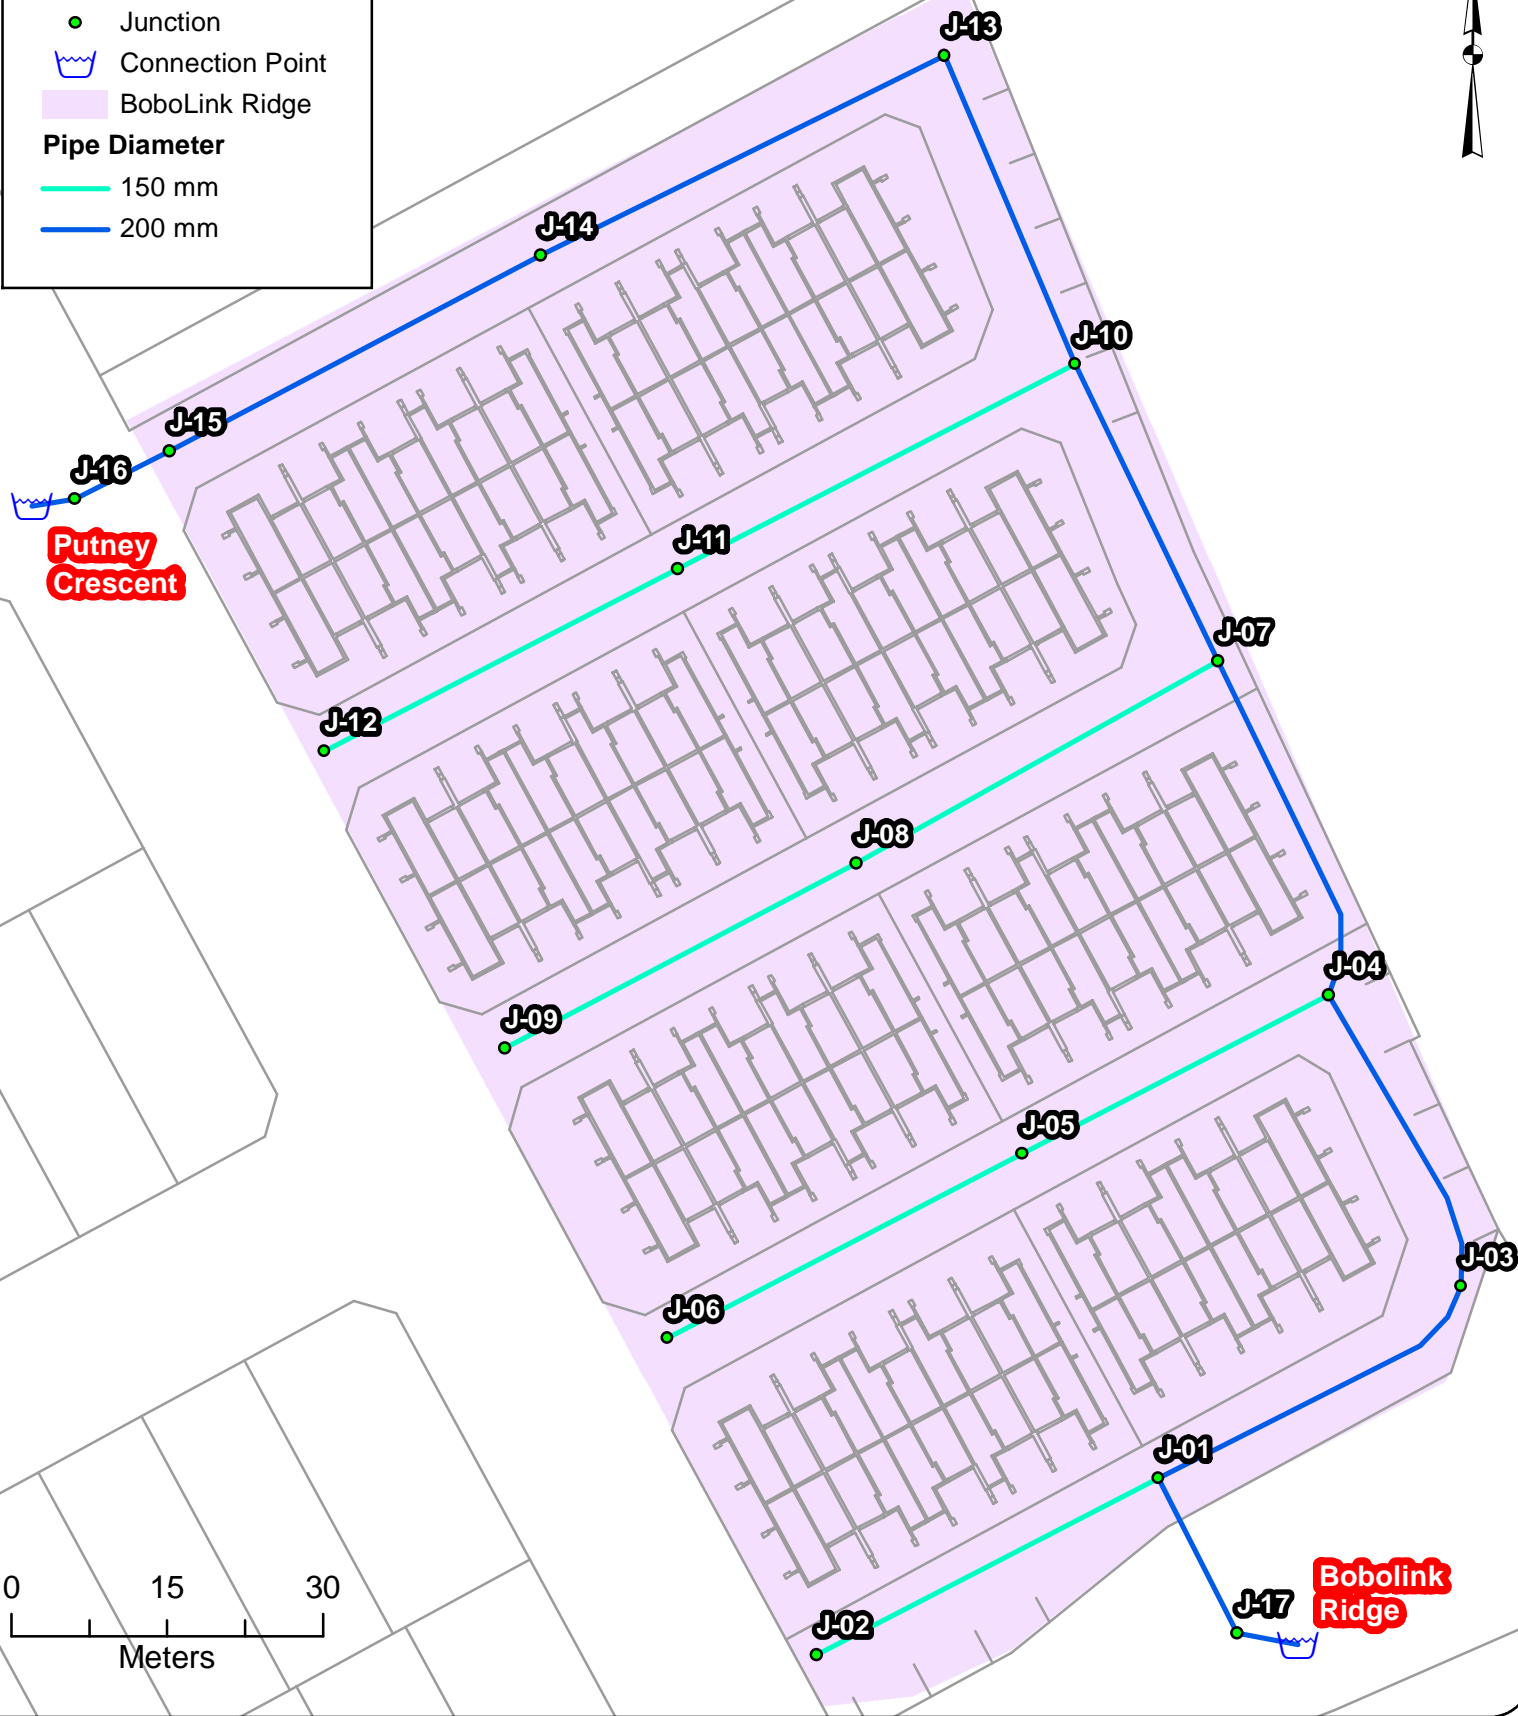 Junction
Connection Point
BoboLink Ridge
Pipe Diameter
150 mm
200 mm
J-13
J-14
J-10
J-15
J-16
Putney
Crescent
J-11
J-07
J-12
J-08
J-04
J-09
J-05
J-03
J-06
J-01
Bobolink
Ridge
J-17
J-02
0 15 30
Meters